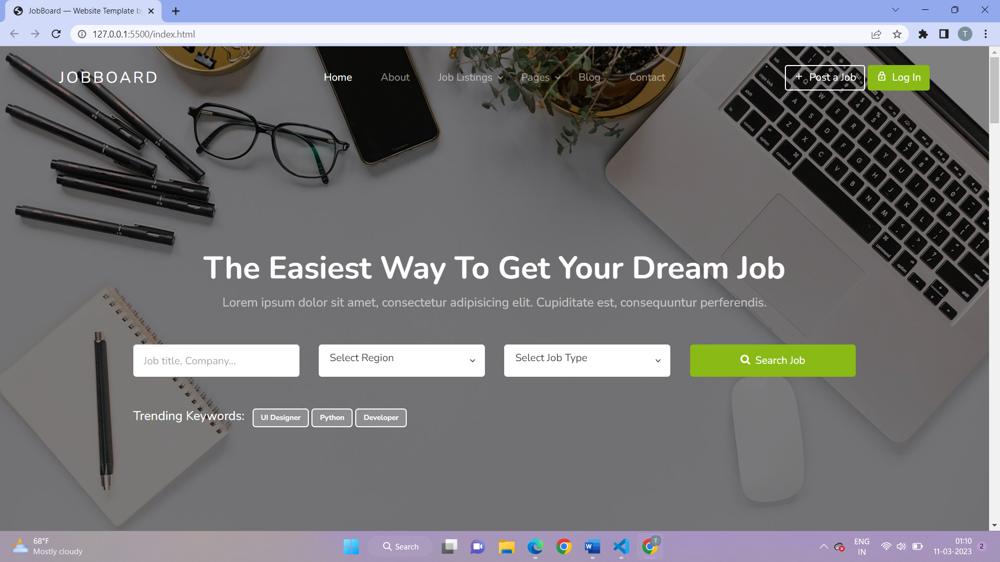 JobBoard — Website Template by
127.0.0.1:5500/index.html
T
JOBBOARD
Home
About
Job Listings
Pages
Blog
Contact
+ Post a Job
Log In
The Easiest Way To Get Your Dream Job
Lorem ipsum dolor sit amet, consectetur adipisicing elit. Cupiditate est, consequuntur perferendis.
Job title, Company...
Select Region
Select Job Type
Search Job
Trending Keywords:
UI Designer
Python
Developer
68°F
Mostly cloudy
Search
T
ENG
IN
01:10
11-03-2023
2